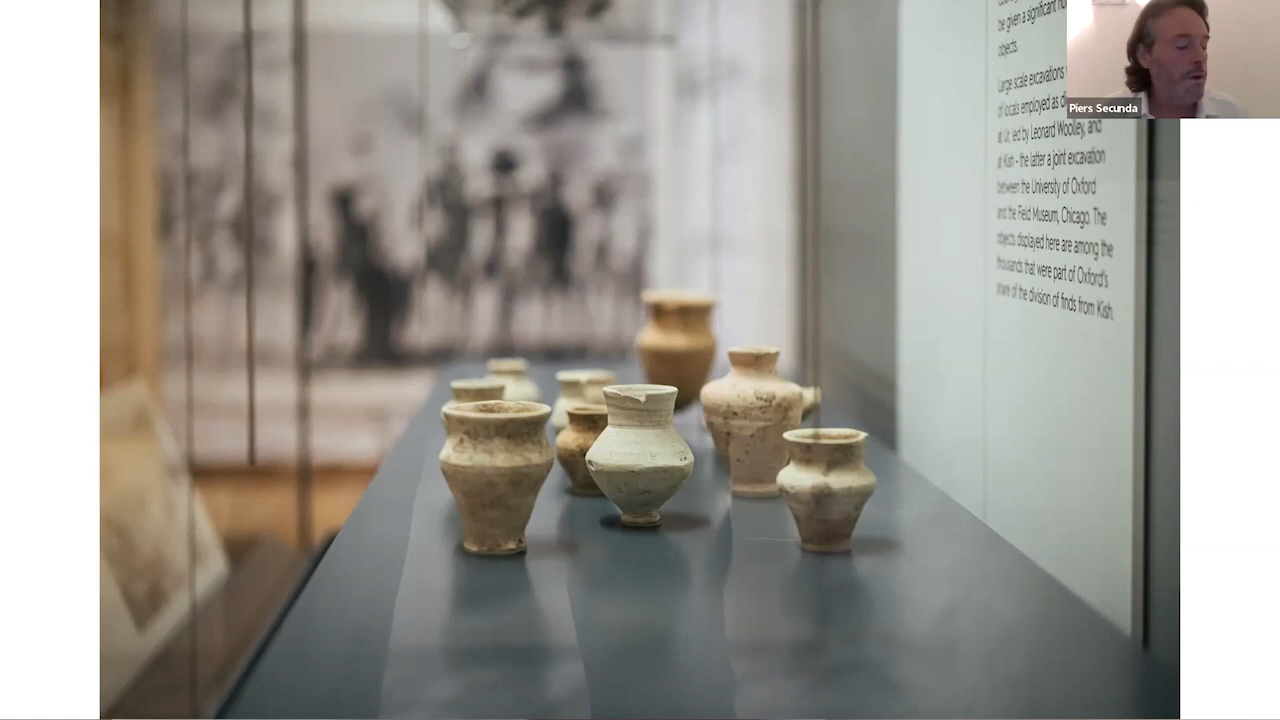 be given a significant
objects.
Large scale excavations
of locals employed as
at Ur, led by Leonard Woolley, and
at Kish - the latter a joint excavation
between the University of Oxford
and the Field Museum, Chicago. The
objects displayed here are among the
thousands that were part of Oxford's
share of the division of finds from Kish.
Piers Secunda